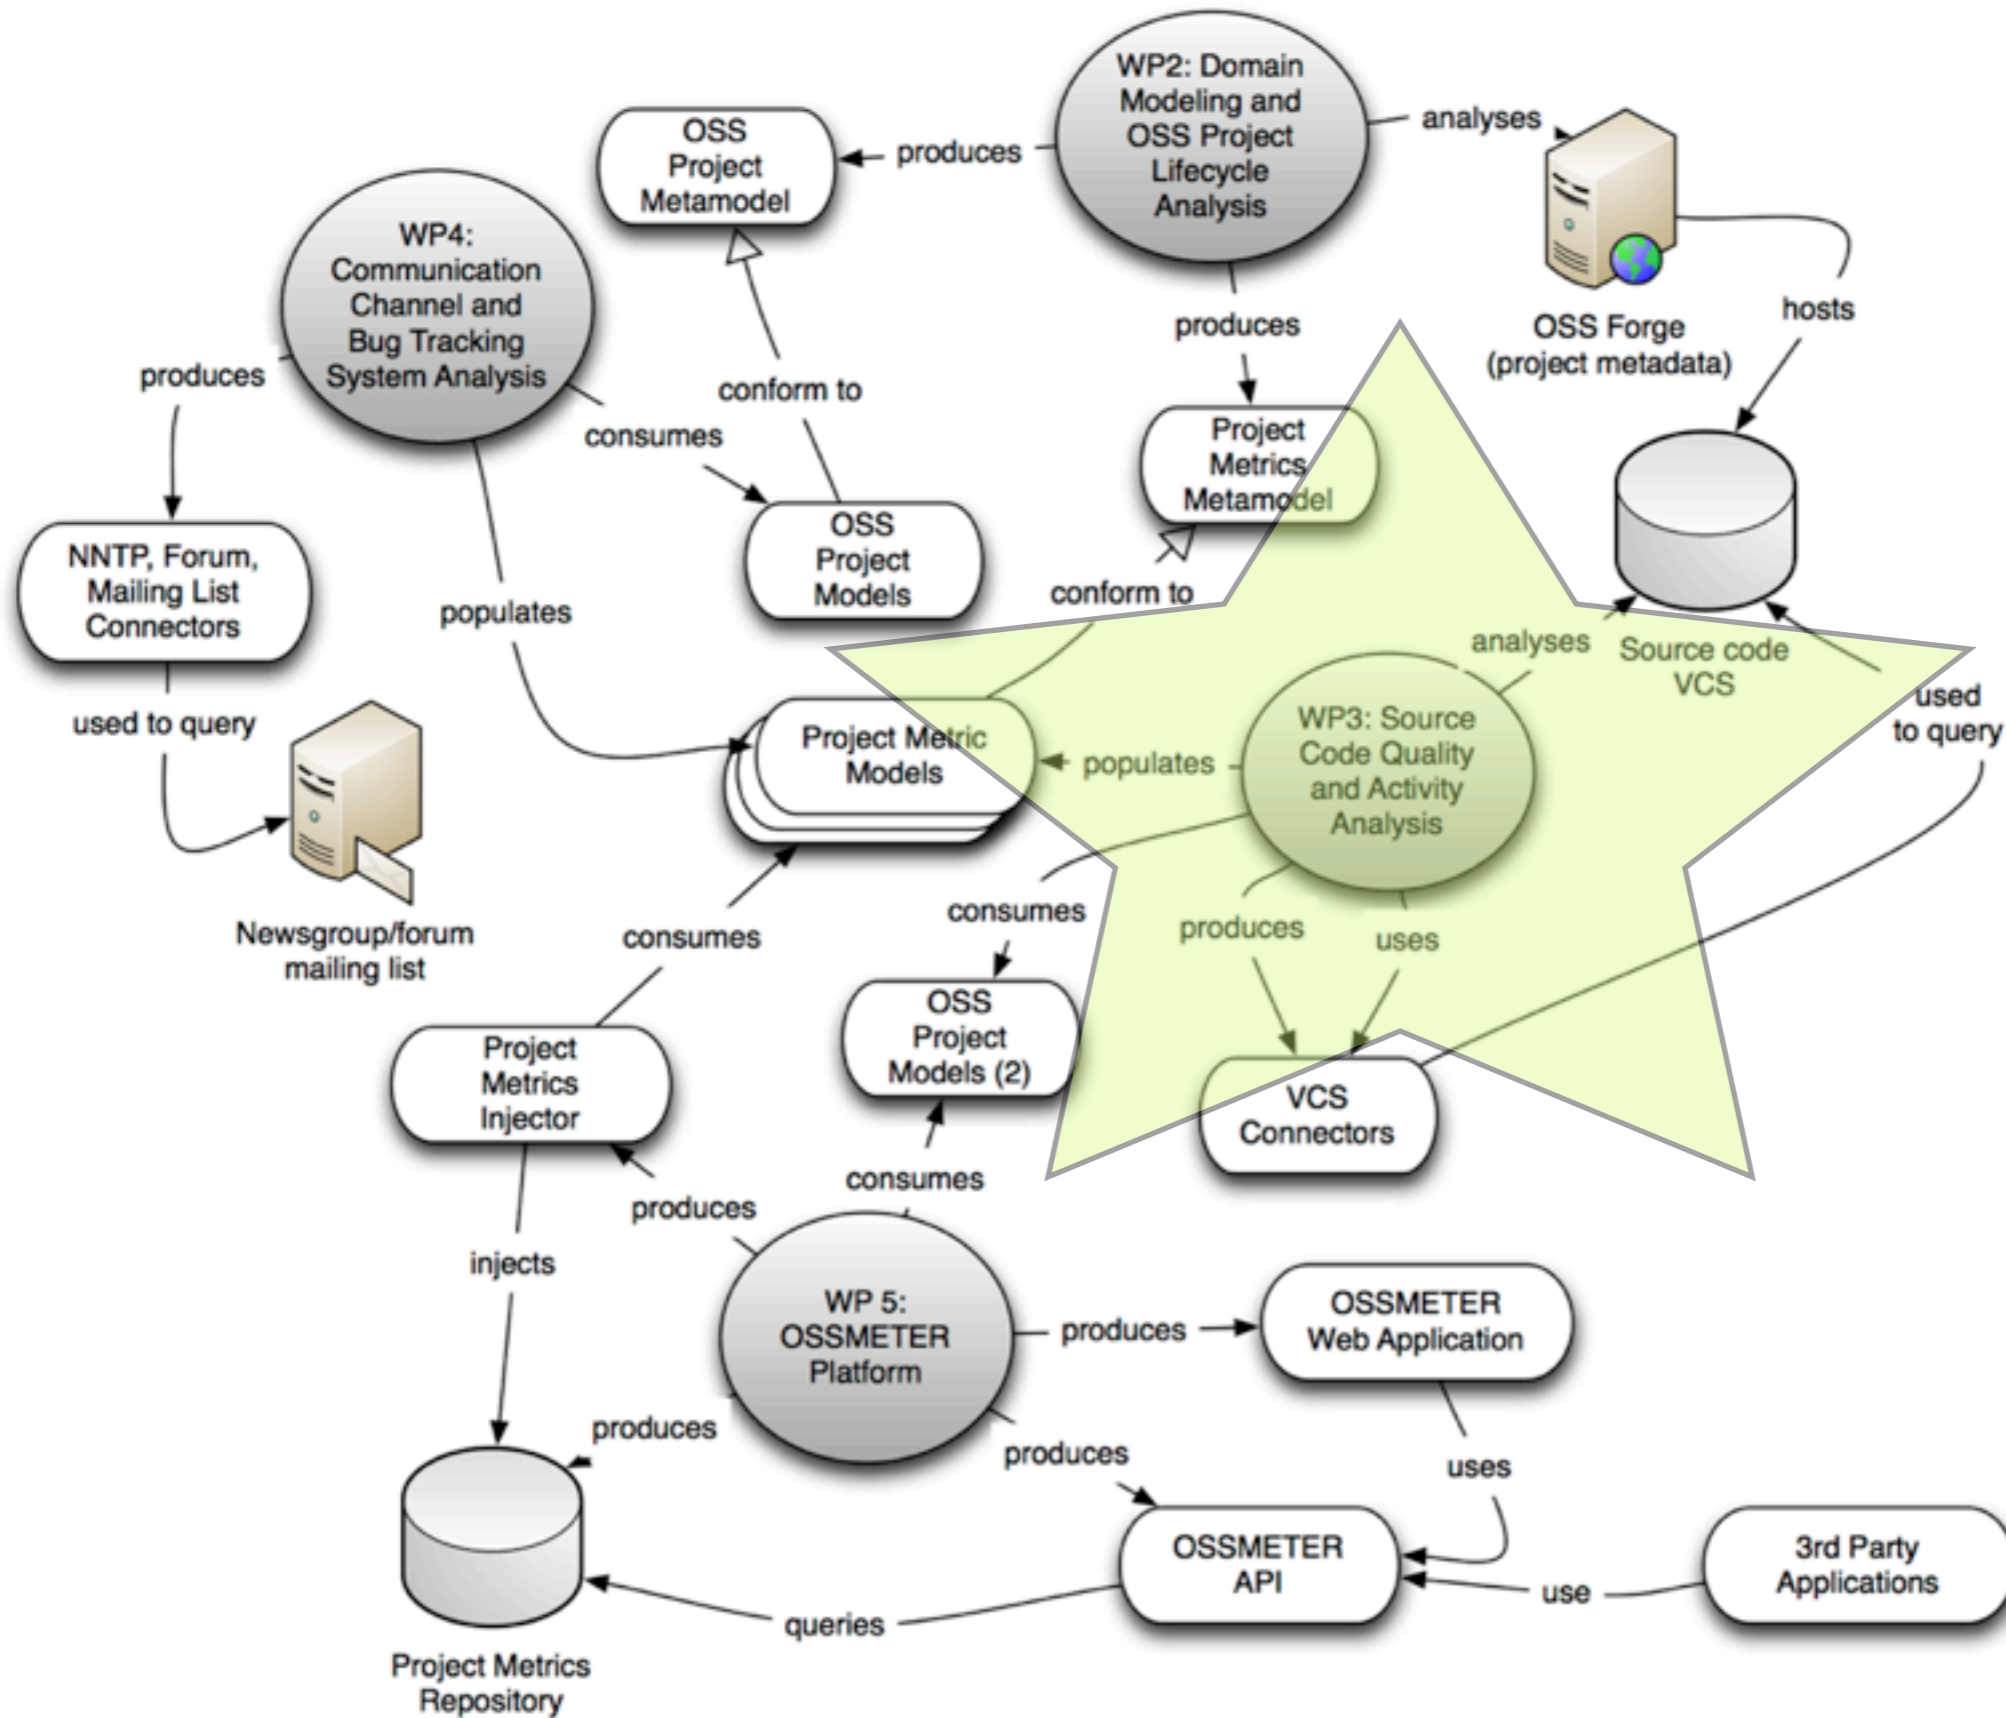 WP2: Domain
Modeling and
OSS Project
Lifecycle
Analysis
analyses
OSS
Project
Metamodel
produces
WP4:
Communication
Channel and
Bug Tracking
System Analysis
produces
hosts
OSS Forge
(project metadata)
produces
conform to
consumes
Project
Metrics
Metamodel
OSS
Project
Models
NNTP, Forum,
Mailing List
Connectors
populates
conform to
analyses
Source code
VCS
used
to query
used to query
Project Metric
Models
populates
WP3: Source
Code Quality
and Activity
Analysis
Newsgroup/forum
mailing list
consumes
consumes
produces
uses
OSS
Project
Models (2)
Project
Metrics
Injector
VCS
Connectors
consumes
produces
injects
WP 5:
OSSMETER
Platform
produces
OSSMETER
Web Application
produces
produces
uses
OSSMETER
API
use
3rd Party
Applications
queries
Project Metrics
Repository